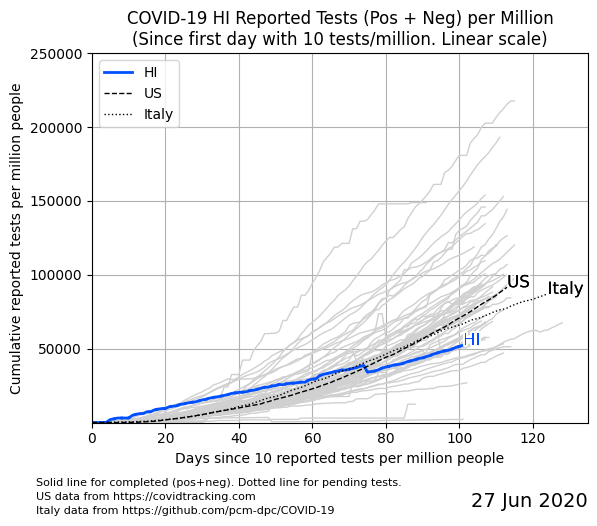 COVID-19 HI Reported Tests (Pos + Neg) per Million
(Since first day with 10 tests/million. Linear scale)
Cumulative reported tests per million people
250000
200000
150000
100000
50000
HI
US
Italy
US
Italy
HI
0 20 40 60 80 100 120
Days since 10 reported tests per million people
Solid line for completed (pos+neg). Dotted line for pending tests.
US data from https://covidtracking.com
Italy data from https://github.com/pcm-dpc/COVID-19
27 Jun 2020